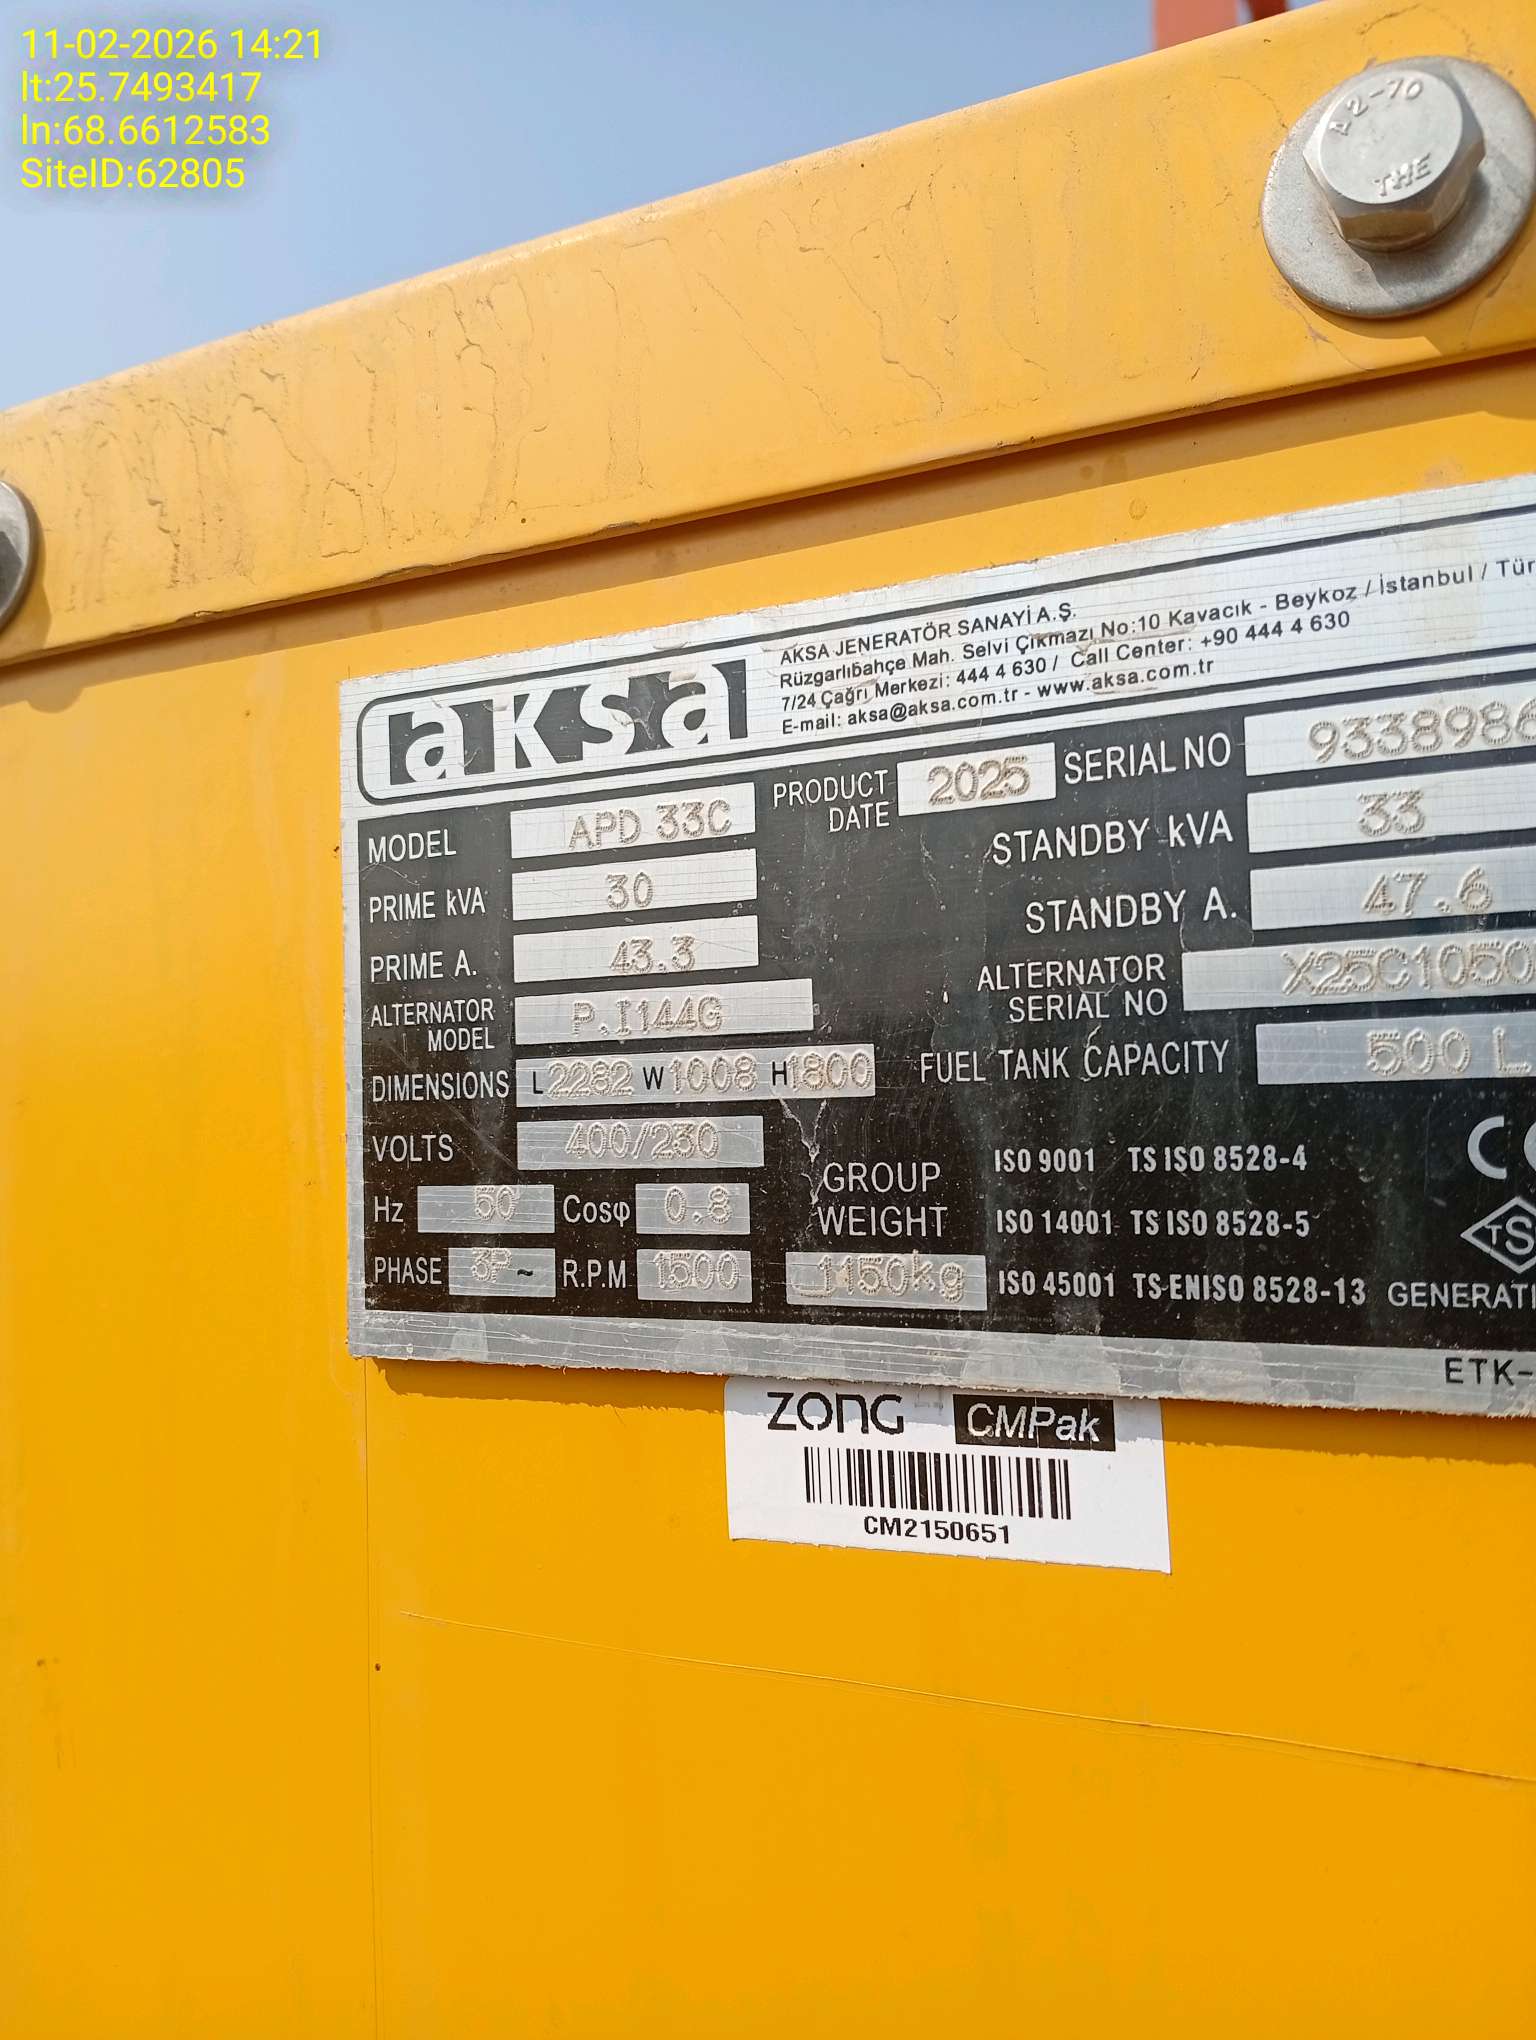 11-02-2026 14:21
lt:25.7493417
ln:68.6612583
SiteID:62805
A2-70
THE
aksa
AKSA JENERATÖR SANAYİ A.Ş.
Rüzgarlıbahçe Mah. Selvi Çıkmazı No:10 Kavacık - Beykoz / İstanbul / Tür
7/24 Çağrı Merkezi: 444 4 630 / Call Center: +90 444 4 630
E-mail: aksa@aksa.com.tr - www.aksa.com.tr
MODEL APD 33C
PRODUCT DATE 2025
SERIAL NO 9338986
PRIME kVA 30
STANDBY kVA 33
PRIME A. 43.3
STANDBY A. 47.6
ALTERNATOR MODEL P.I144G
ALTERNATOR SERIAL NO X25C1050
DIMENSIONS L2282 W1008 H1800
FUEL TANK CAPACITY 500 L
VOLTS 400/230
Hz 50 Cosφ 0.8
PHASE 3P~ R.P.M 1500
GROUP WEIGHT 1150kg
ISO 9001 TS ISO 8528-4
ISO 14001 TS ISO 8528-5
ISO 45001 TS-ENISO 8528-13
C
TS
GENERATI
ETK-
ZONG CMPak
CM2150651